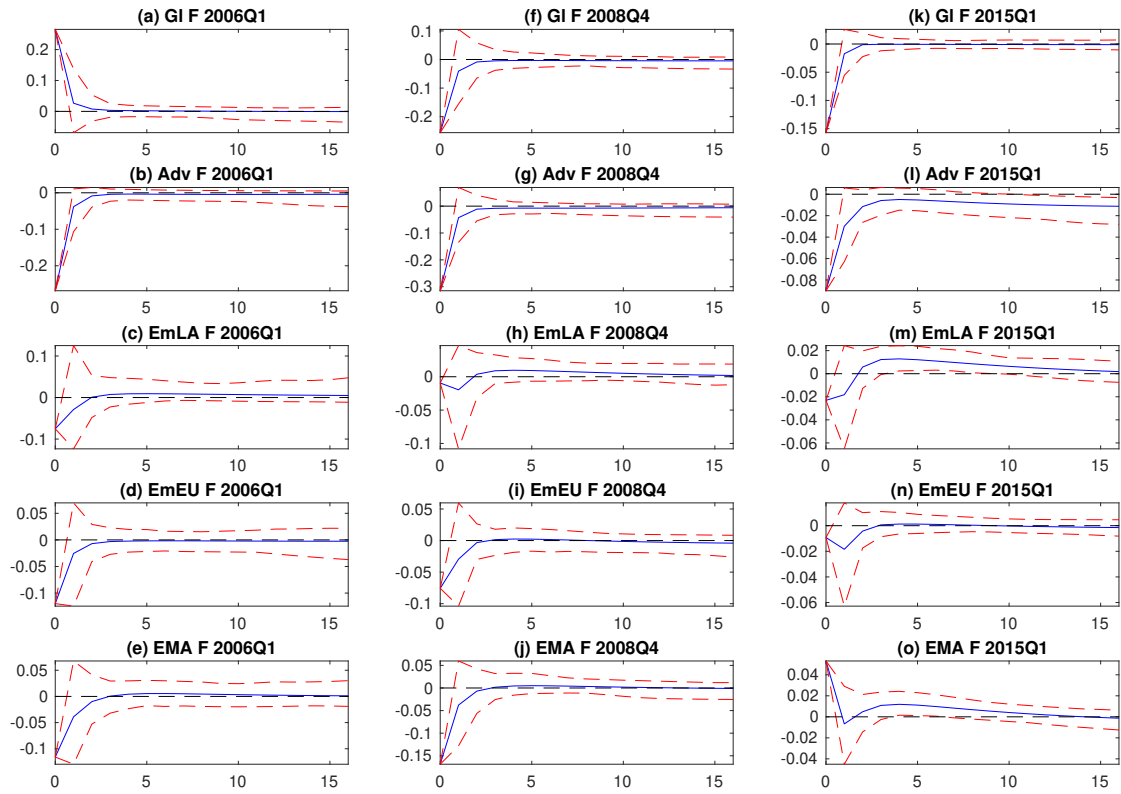 (a) Gl F 2006Q1
0.2
0.1
0
0 5 10 15
(f) Gl F 2008Q4
0.1
0
-0.1
-0.2
0 5 10 15
(k) Gl F 2015Q1
0
-0.05
-0.1
-0.15
0 5 10 15
(b) Adv F 2006Q1
0
-0.1
-0.2
0 5 10 15
(g) Adv F 2008Q4
0
-0.1
-0.2
-0.3
0 5 10 15
(l) Adv F 2015Q1
0
-0.02
-0.04
-0.06
-0.08
0 5 10 15
(c) EmLA F 2006Q1
0.1
0
-0.1
0 5 10 15
(h) EmLA F 2008Q4
0
-0.05
-0.1
0 5 10 15
(m) EmLA F 2015Q1
0.02
0
-0.02
-0.04
-0.06
0 5 10 15
(d) EmEU F 2006Q1
0.05
0
-0.05
-0.1
0 5 10 15
(i) EmEU F 2008Q4
0.05
0
-0.05
-0.1
0 5 10 15
(n) EmEU F 2015Q1
0
-0.02
-0.04
-0.06
0 5 10 15
(e) EMA F 2006Q1
0.05
0
-0.05
-0.1
0 5 10 15
(j) EMA F 2008Q4
0.05
0
-0.05
-0.1
-0.15
0 5 10 15
(o) EMA F 2015Q1
0.04
0.02
0
-0.02
-0.04
0 5 10 15